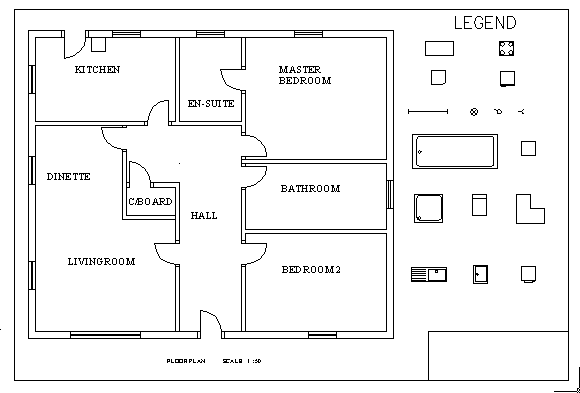 LEGEND
KITCHEN
MASTER
BEDROOM
EN-SUITE
DINETTE
BATHROOM
C/BOARD
HALL
LIVINGROOM
BEDROOM2
FLOORPLAN SCALE 1:50